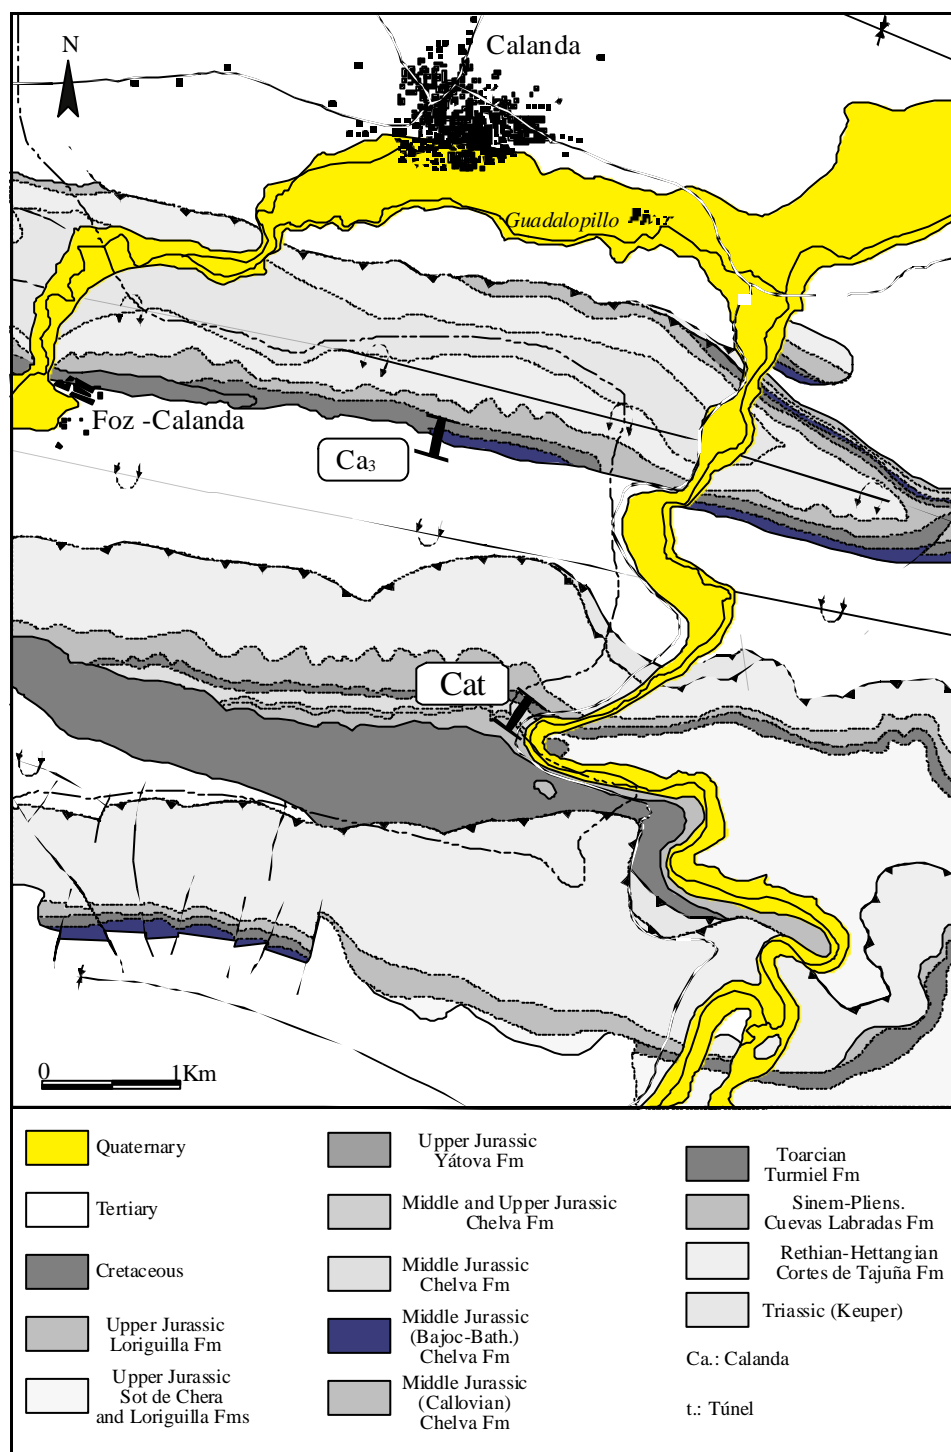 N
Calanda
Guadalopillo
Foz -Calanda
Ca3
Cat
0 1Km
Quaternary
Tertiary
Cretaceous
Upper Jurassic
Loriguilla Fm
Upper Jurassic
Sot de Chera
and Loriguilla Fms
Upper Jurassic
Yátova Fm
Middle and Upper Jurassic
Chelva Fm
Middle Jurassic
Chelva Fm
Middle Jurassic
(Bajoc-Bath.)
Chelva Fm
Middle Jurassic
(Callovian)
Chelva Fm
Toarcian
Turmiel Fm
Sinem-Pliens.
Cuevas Labradas Fm
Rethian-Hettangian
Cortes de Tajuña Fm
Triassic (Keuper)
Ca.: Calanda
t.: Túnel